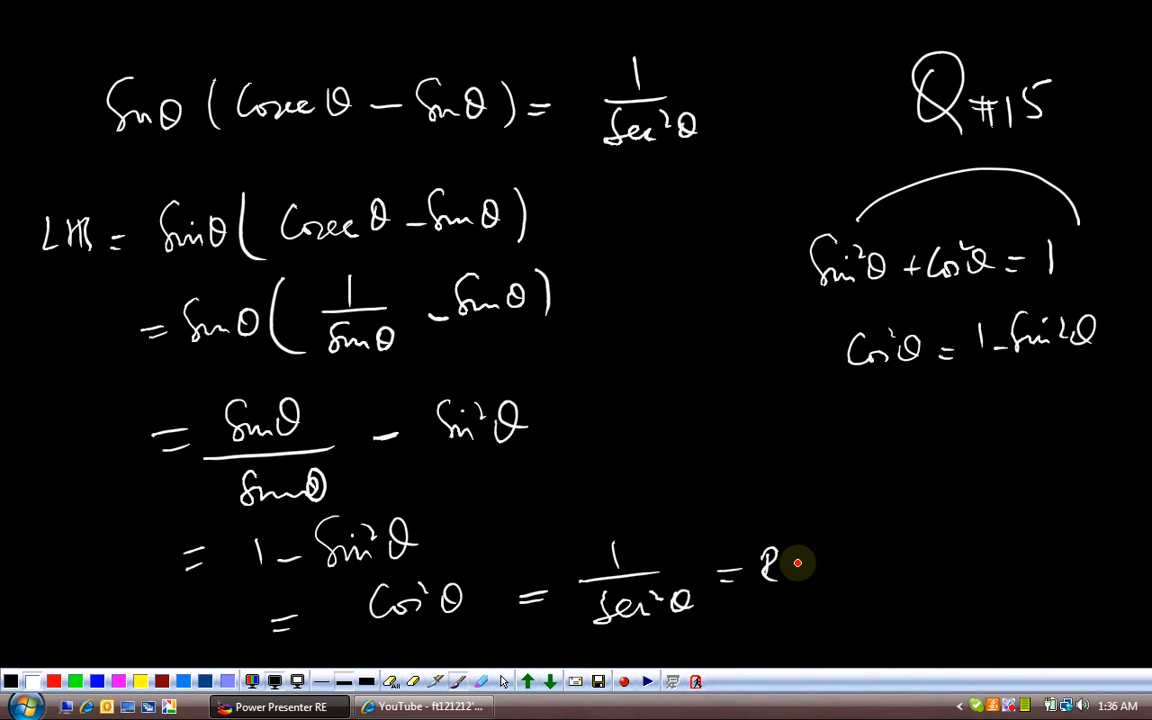 Sinθ (Cosecθ - Sinθ) = 1/Sec²θ
Q#15
LHS = Sinθ (Cosecθ - Sinθ)
= Sinθ (1/Sinθ - Sinθ)
= Sinθ/Sinθ - Sin²θ
= 1 - Sin²θ
= Cos²θ = 1/Sec²θ = R
Sin²θ + Cos²θ = 1
Cos²θ = 1 - Sin²θ
All
Power Presenter RE
YouTube - ft121212'...
1:36 AM